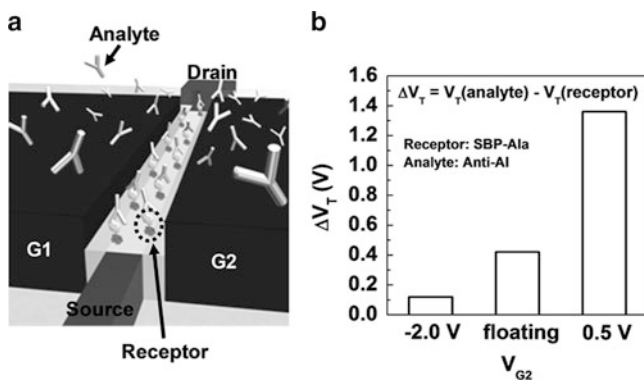 a
Analyte
Drain
G1
G2
Source
Receptor
b
ΔV_T = V_T(analyte) - V_T(receptor)
Receptor: SBP-Ala
Analyte: Anti-AI
ΔV_T (V)
1.6
1.4
1.2
1.0
0.8
0.6
0.4
0.2
0.0
-2.0 V floating 0.5 V
V_G2